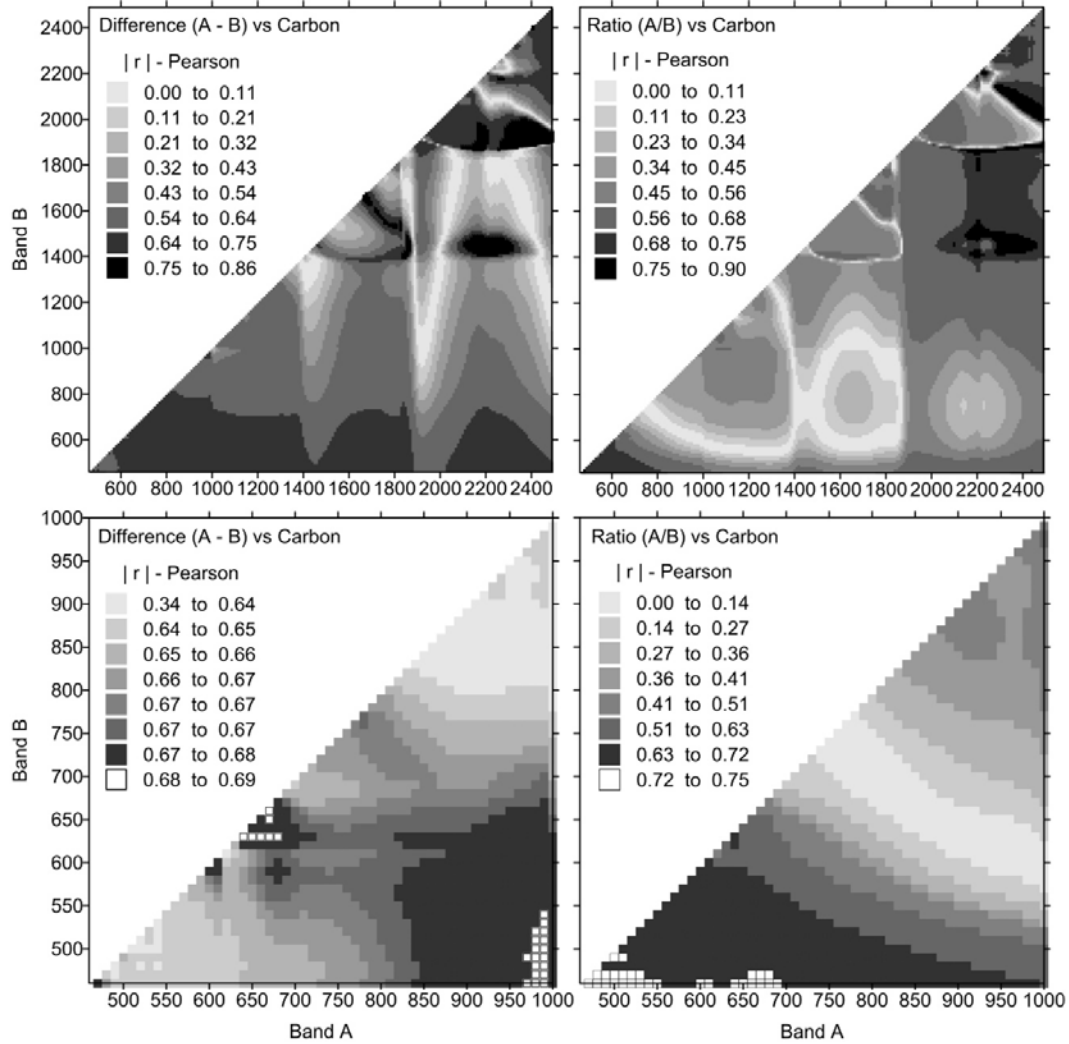 Difference (A - B) vs Carbon
| r | - Pearson
0.00 to 0.11
0.11 to 0.21
0.21 to 0.32
0.32 to 0.43
0.43 to 0.54
0.54 to 0.64
0.64 to 0.75
0.75 to 0.86
2400
2200
2000
1800
1600
1400
1200
1000
800
600
Band B
600 800 1000 1200 1400 1600 1800 2000 2200 2400
Ratio (A/B) vs Carbon
| r | - Pearson
0.00 to 0.11
0.11 to 0.23
0.23 to 0.34
0.34 to 0.45
0.45 to 0.56
0.56 to 0.68
0.68 to 0.75
0.75 to 0.90
600 800 1000 1200 1400 1600 1800 2000 2200 2400
Difference (A - B) vs Carbon
| r | - Pearson
0.34 to 0.64
0.64 to 0.65
0.65 to 0.66
0.66 to 0.67
0.67 to 0.67
0.67 to 0.67
0.67 to 0.68
0.68 to 0.69
1000
950
900
850
800
750
700
650
600
550
500
Band B
500 550 600 650 700 750 800 850 900 950 1000
Band A
Ratio (A/B) vs Carbon
| r | - Pearson
0.00 to 0.14
0.14 to 0.27
0.27 to 0.36
0.36 to 0.41
0.41 to 0.51
0.51 to 0.63
0.63 to 0.72
0.72 to 0.75
500 550 600 650 700 750 800 850 900 950 1000
Band A